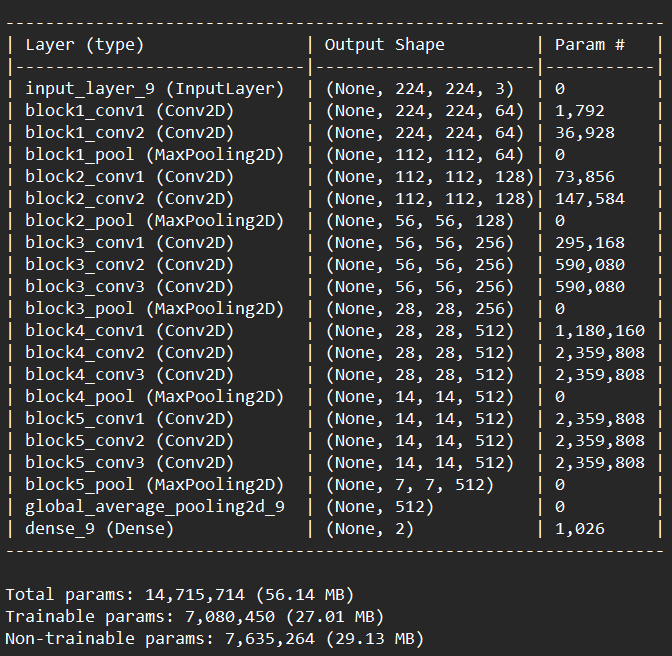 ---------------------------------------------------------------
| Layer (type)                | Output Shape         | Param #   |
|-----------------------------|----------------------|-----------|
| input_layer_9 (InputLayer)  | (None, 224, 224, 3)  | 0         |
| block1_conv1 (Conv2D)       | (None, 224, 224, 64) | 1,792     |
| block1_conv2 (Conv2D)       | (None, 224, 224, 64) | 36,928    |
| block1_pool (MaxPooling2D)  | (None, 112, 112, 64) | 0         |
| block2_conv1 (Conv2D)       | (None, 112, 112, 128)| 73,856    |
| block2_conv2 (Conv2D)       | (None, 112, 112, 128)| 147,584   |
| block2_pool (MaxPooling2D)  | (None, 56, 56, 128)  | 0         |
| block3_conv1 (Conv2D)       | (None, 56, 56, 256)  | 295,168   |
| block3_conv2 (Conv2D)       | (None, 56, 56, 256)  | 590,080   |
| block3_conv3 (Conv2D)       | (None, 56, 56, 256)  | 590,080   |
| block3_pool (MaxPooling2D)  | (None, 28, 28, 256)  | 0         |
| block4_conv1 (Conv2D)       | (None, 28, 28, 512)  | 1,180,160 |
| block4_conv2 (Conv2D)       | (None, 28, 28, 512)  | 2,359,808 |
| block4_conv3 (Conv2D)       | (None, 28, 28, 512)  | 2,359,808 |
| block4_pool (MaxPooling2D)  | (None, 14, 14, 512)  | 0         |
| block5_conv1 (Conv2D)       | (None, 14, 14, 512)  | 2,359,808 |
| block5_conv2 (Conv2D)       | (None, 14, 14, 512)  | 2,359,808 |
| block5_conv3 (Conv2D)       | (None, 14, 14, 512)  | 2,359,808 |
| block5_pool (MaxPooling2D)  | (None, 7, 7, 512)    | 0         |
| global_average_pooling2d_9  | (None, 512)          | 0         |
| dense_9 (Dense)             | (None, 2)            | 1,026     |
---------------------------------------------------------------
Total params: 14,715,714 (56.14 MB)
Trainable params: 7,080,450 (27.01 MB)
Non-trainable params: 7,635,264 (29.13 MB)